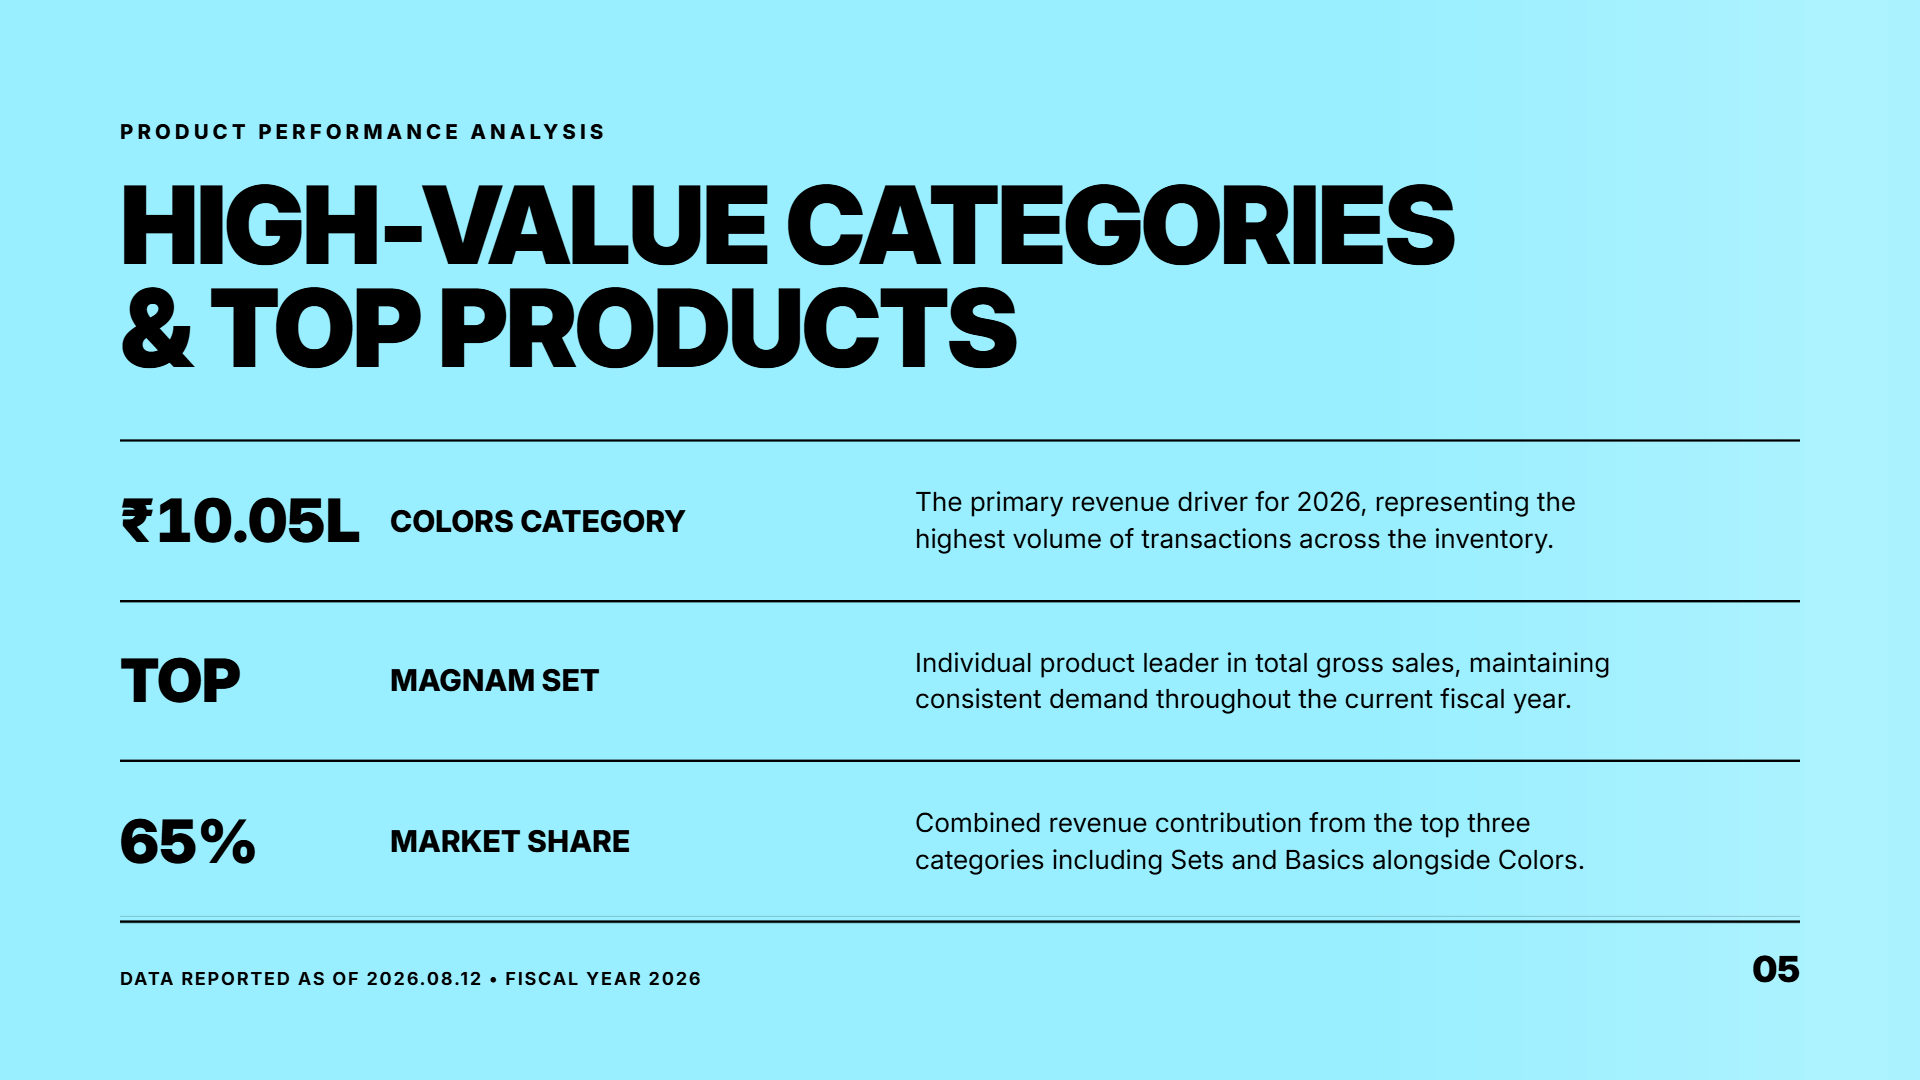 PRODUCT PERFORMANCE ANALYSIS
HIGH-VALUE CATEGORIES
& TOP PRODUCTS
₹10.05L
COLORS CATEGORY
The primary revenue driver for 2026, representing the
highest volume of transactions across the inventory.
TOP
MAGNAM SET
Individual product leader in total gross sales, maintaining
consistent demand throughout the current fiscal year.
65%
MARKET SHARE
Combined revenue contribution from the top three
categories including Sets and Basics alongside Colors.
DATA REPORTED AS OF 2026.08.12 • FISCAL YEAR 2026
05